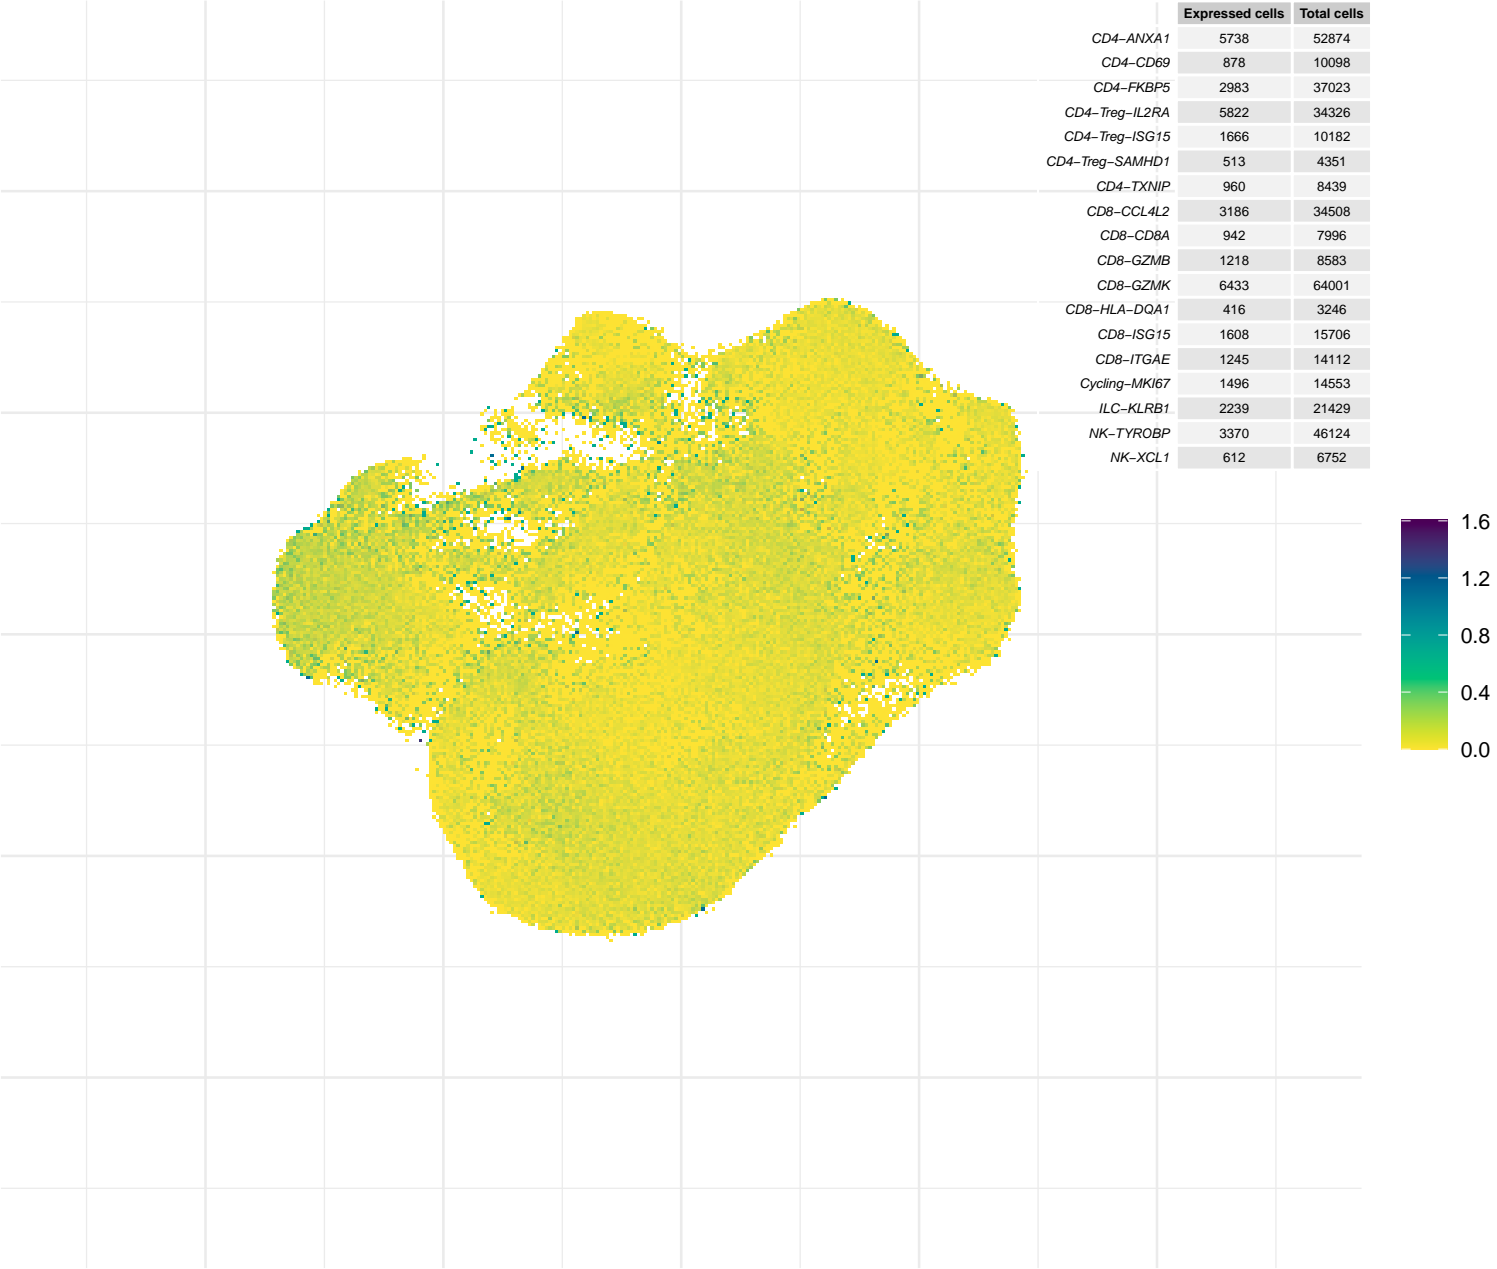 Expressed cells Total cells
CD4−ANXA1 5738 52874
CD4−CD69 878 10098
CD4−FKBP5 2983 37023
CD4−Treg−IL2RA 5822 34326
CD4−Treg−ISG15 1666 10182
CD4−Treg−SAMHD1 513 4351
CD4−TXNIP 960 8439
CD8−CCL4L2 3186 34508
CD8−CD8A 942 7996
CD8−GZMB 1218 8583
CD8−GZMK 6433 64001
CD8−HLA−DQA1 416 3246
CD8−ISG15 1608 15706
CD8−ITGAE 1245 14112
Cycling−MKI67 1496 14553
ILC−KLRB1 2239 21429
NK−TYROBP 3370 46124
NK−XCL1 612 6752
1.6
1.2
0.8
0.4
0.0